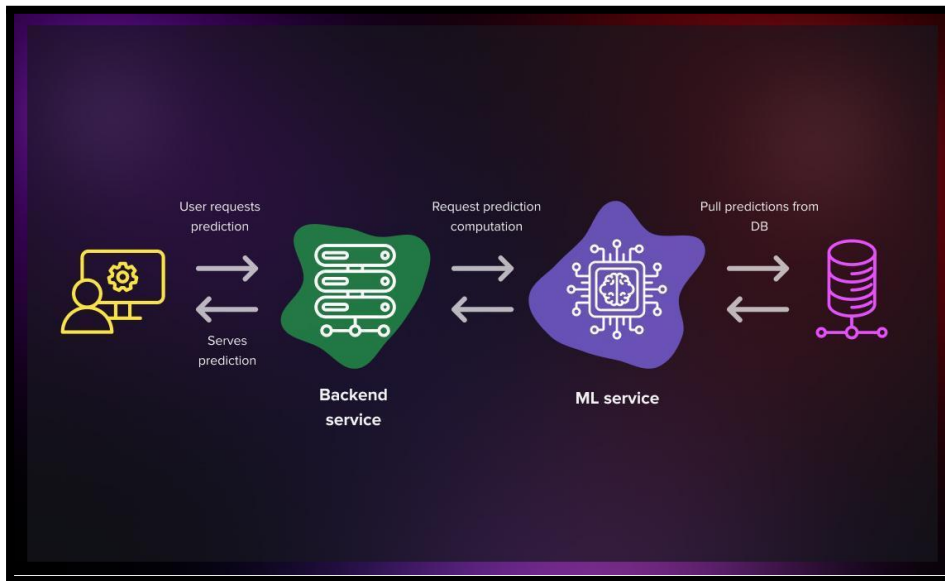 User requests
prediction
Request prediction
computation
Pull predictions from
DB
Serves
prediction
Backend
service
ML service